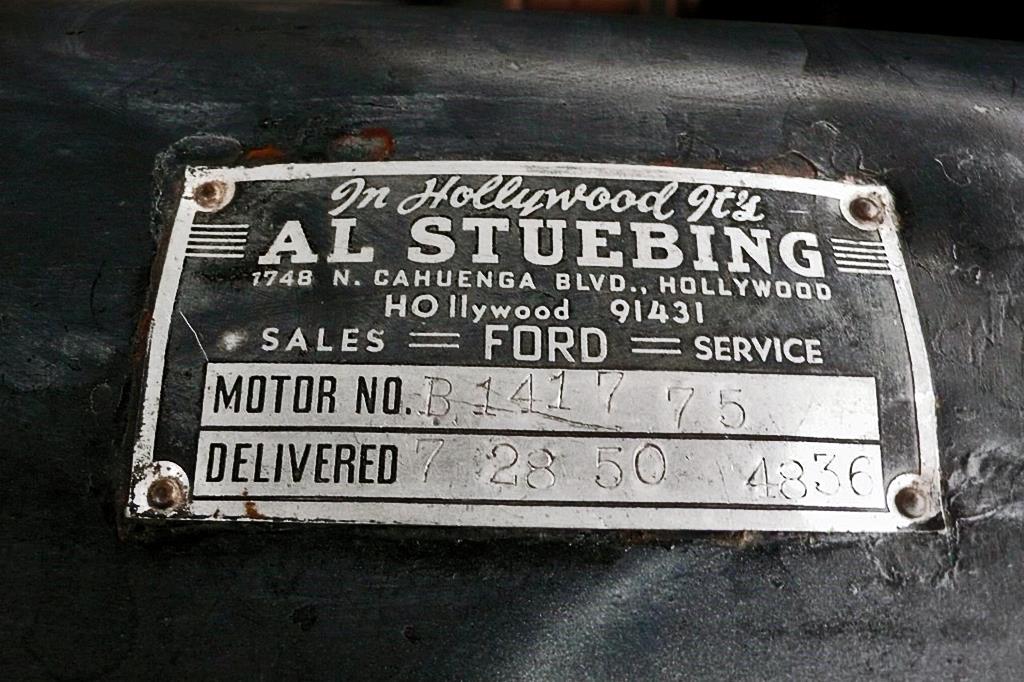 In Hollywood It's
AL STUEBING
1748 N. CAHUENGA BLVD., HOLLYWOOD
HOllywood 91431
SALES FORD SERVICE
MOTOR NO. B1417 75
DELIVERED 7 28 50 4836